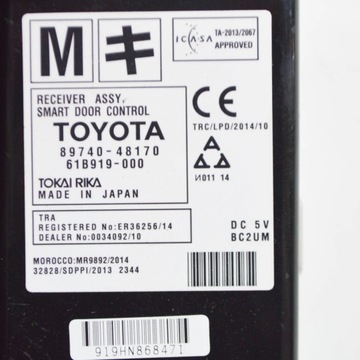 M キ
ICASA TA-2013/2067
APPROVED
RECEIVER ASSY,
SMART DOOR CONTROL
TOYOTA
89740-48170
61B919-000
TOKAI RIKA
MADE IN JAPAN
CE
TRC/LPD/2014/10
И011 14
TRA
REGISTERED No:ER36256/14
DEALER No:0034092/10
DC 5V
BC2UM
MOROCCO:MR9892/2014
32828/SDPPI/2013 2344
919HN868471